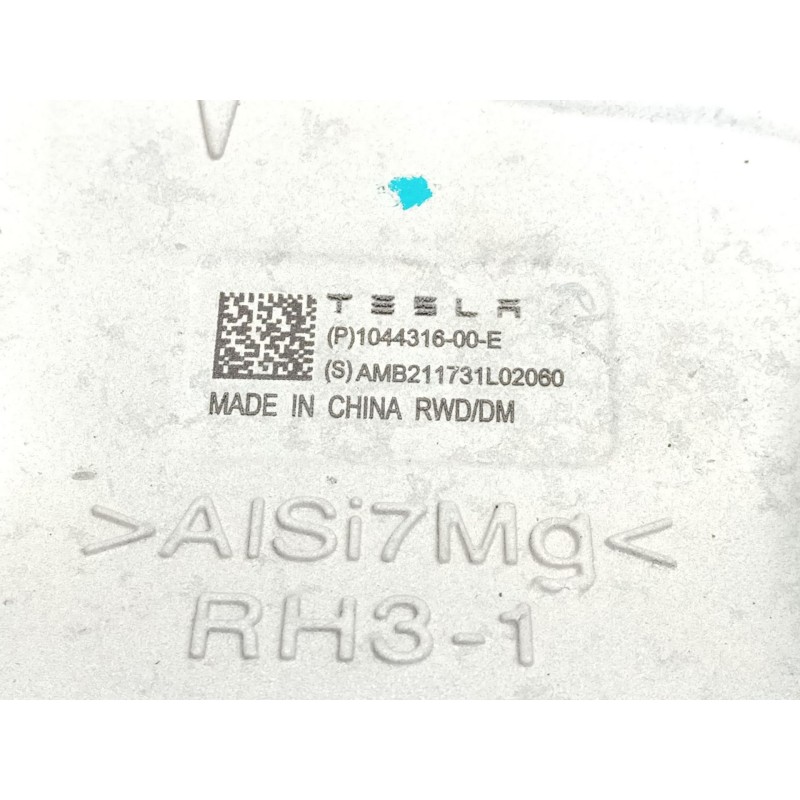 TESLA
(P)1044316-00-E
(S)AMB211731L02060
MADE IN CHINA RWD/DM
>AlSi7Mg<
RH3-1